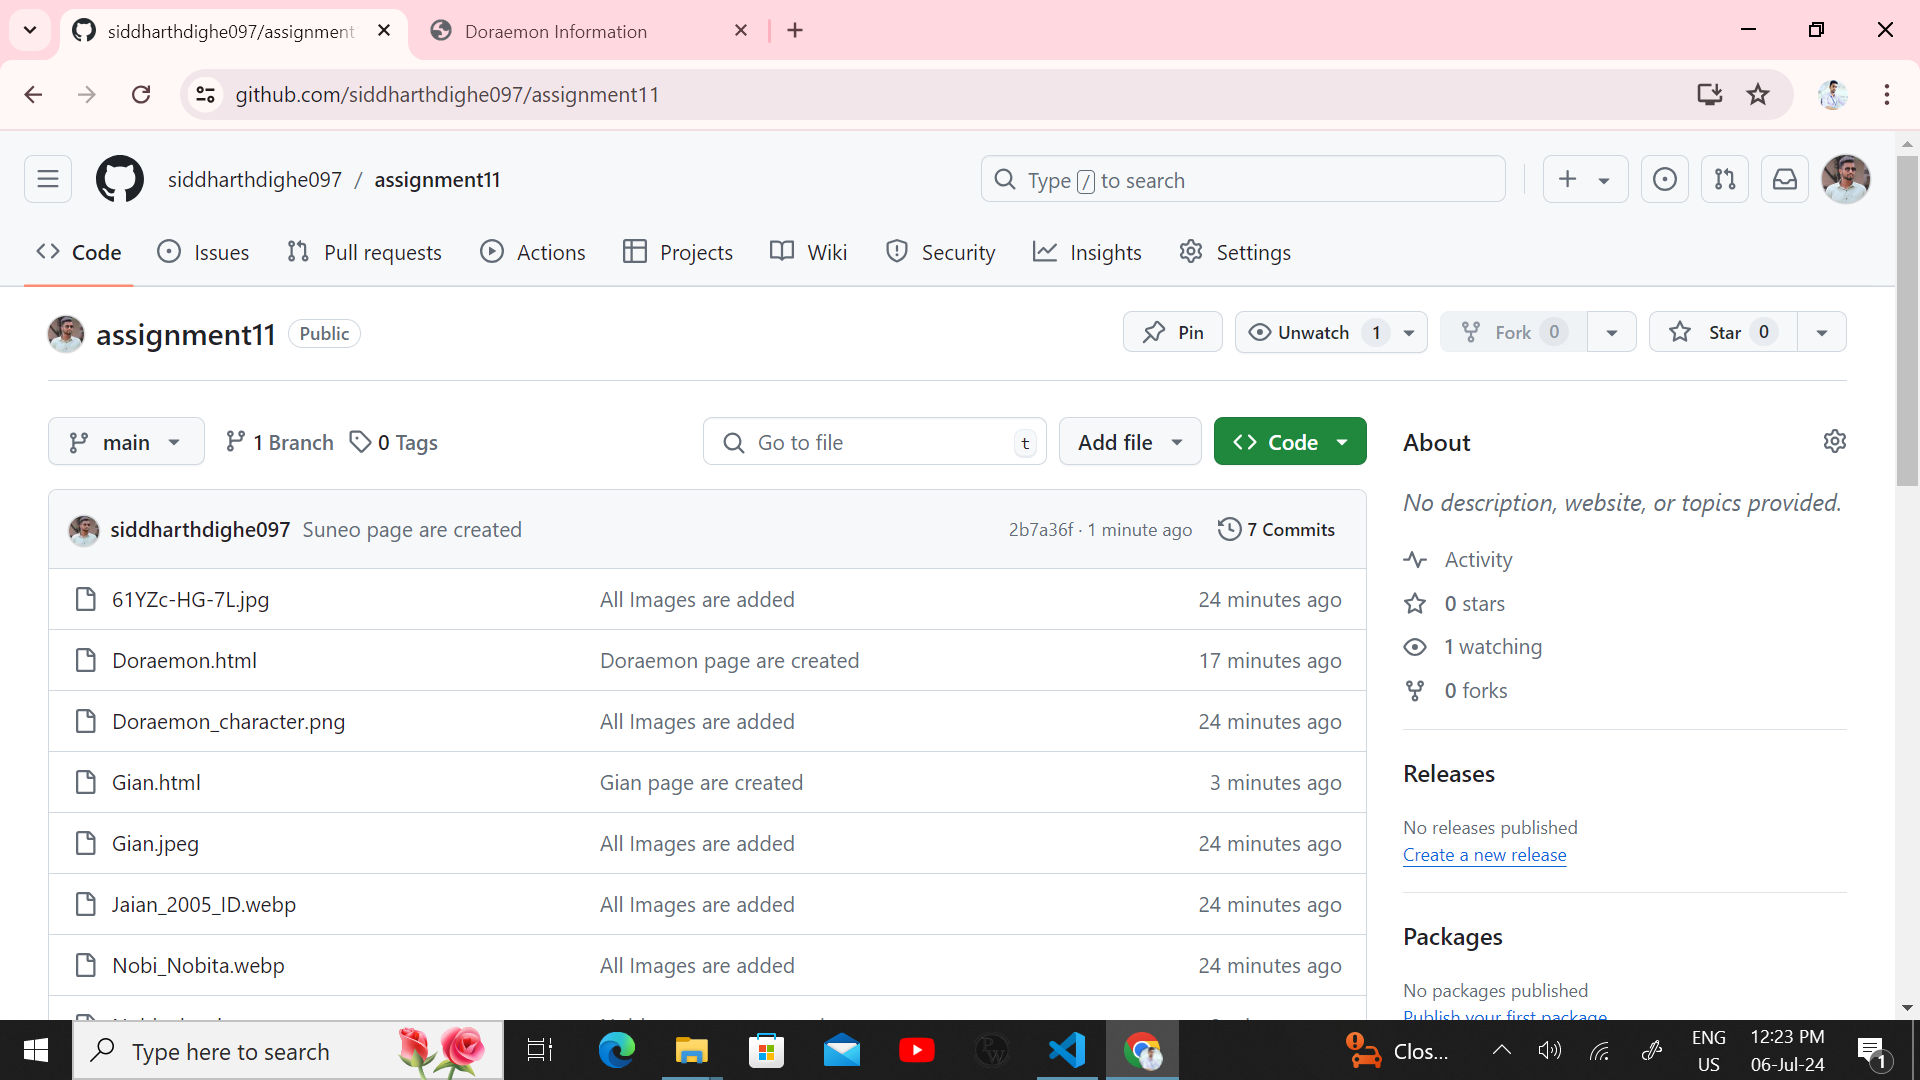 siddharthdighe097/assignment
Doraemon Information
github.com/siddharthdighe097/assignment11
siddharthdighe097 / assignment11
Type / to search
Code
Issues
Pull requests
Actions
Projects
Wiki
Security
Insights
Settings
assignment11 Public
Pin
Unwatch 1
Fork 0
Star 0
main
1 Branch
0 Tags
Go to file t
Add file
Code
About
No description, website, or topics provided.
siddharthdighe097 Suneo page are created 2b7a36f · 1 minute ago 7 Commits
61YZc-HG-7L.jpg All Images are added 24 minutes ago
Doraemon.html Doraemon page are created 17 minutes ago
Doraemon_character.png All Images are added 24 minutes ago
Gian.html Gian page are created 3 minutes ago
Gian.jpeg All Images are added 24 minutes ago
Jaian_2005_ID.webp All Images are added 24 minutes ago
Nobi_Nobita.webp All Images are added 24 minutes ago
Activity
0 stars
1 watching
0 forks
Releases
No releases published
Create a new release
Packages
No packages published
Publish your first package
Type here to search
Clos...
ENG
US
12:23 PM
06-Jul-24
1